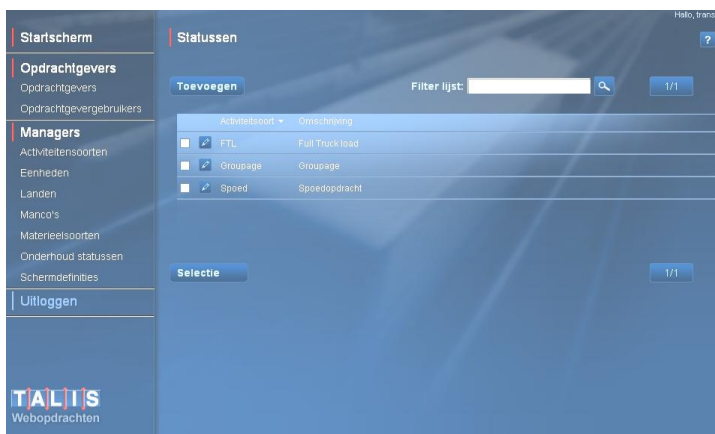 Hallo, trans
Startscherm
Opdrachtgevers
Opdrachtgevers
Opdrachtgevergebruikers
Managers
Activiteitensoorten
Eenheden
Landen
Manco's
Materieelsoorten
Onderhoud statussen
Schermdefinities
Uitloggen
TALIS
Webopdrachten
Statussen
?
Toevoegen
Filter lijst:
1/1
Activiteitsoort Omschrijving
FTL Full Truck load
Groupage Groupage
Spoed Spoedopdracht
Selectie
1/1